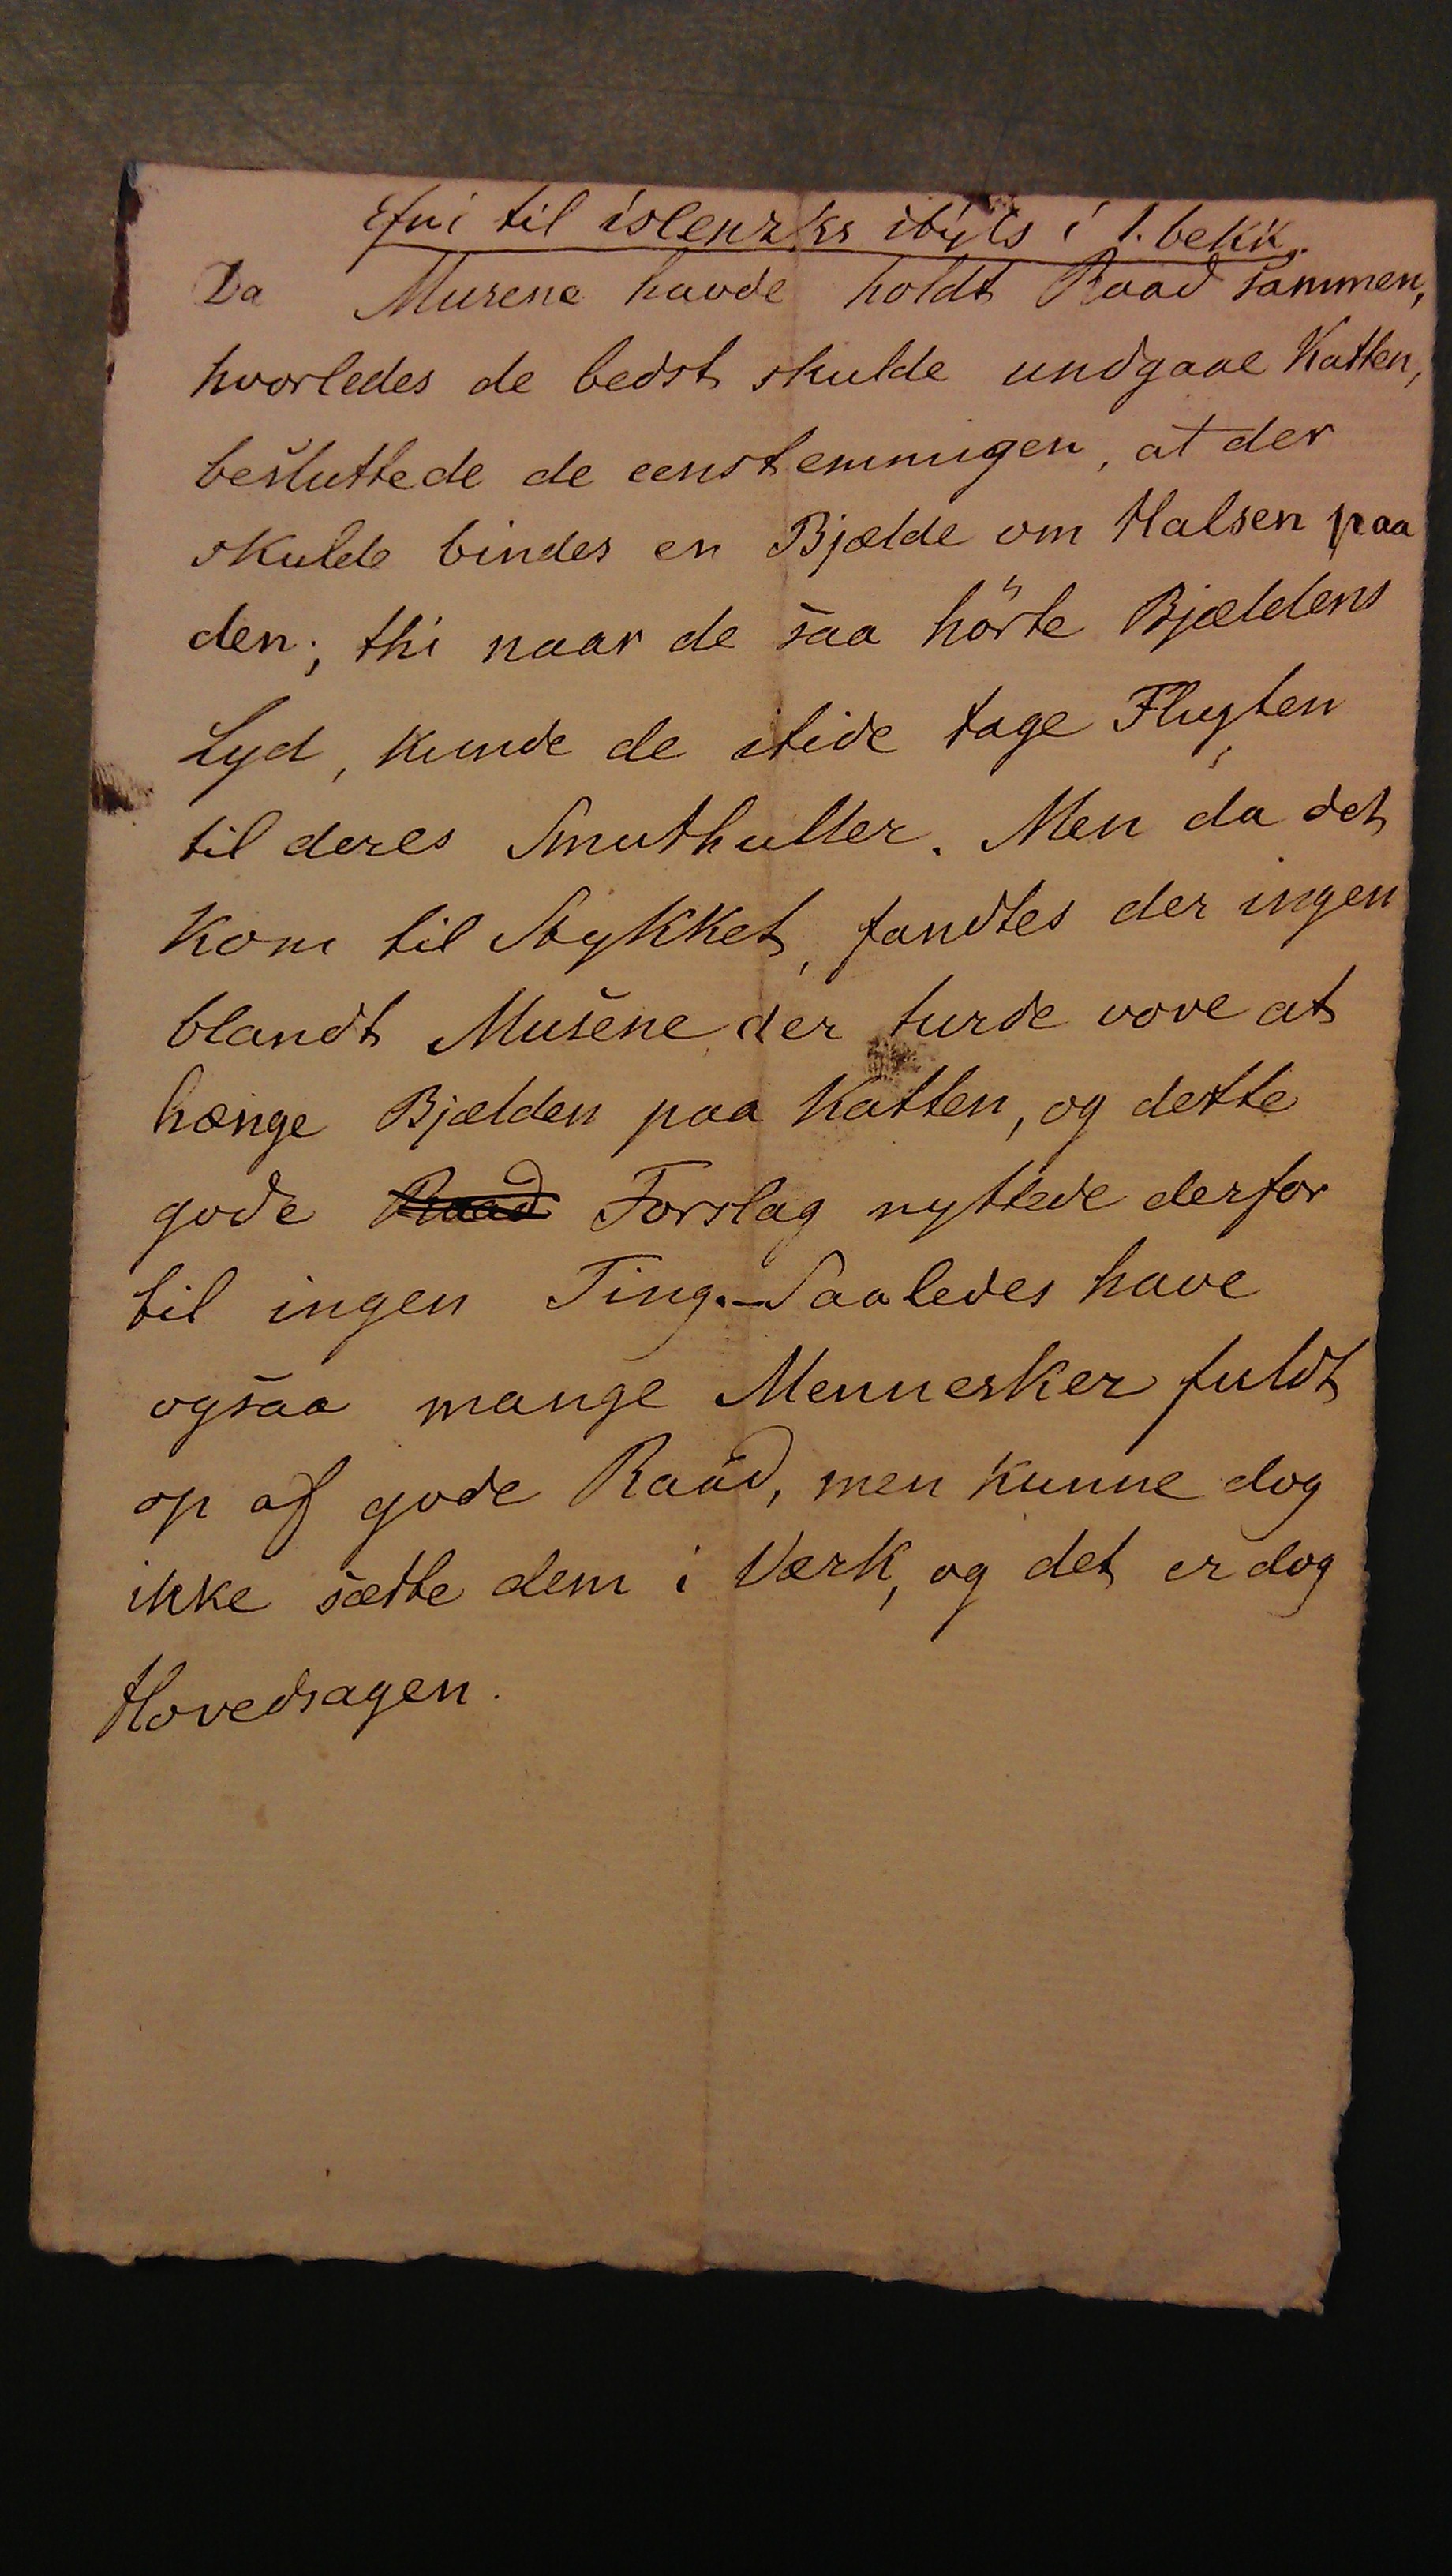 Efni til íslenzks stýls í 1. bekk.
Da Musene havde holdt Raad sammen,
hvorledes de bedst skulde undgaae Katten,
besluttede de eenstemmigen, at der
skulde bindes en Bjælde om Halsen paa
den; thi naar de saa hörte Bjældens
Lyd, kunde de itide tage Flugten
til deres Smuthuller. Men da det
kom til Stykket, fandtes der ingen
blandt Musene, der turde vove at
hænge Bjælden paa Katten, og dette
gode Raad Forslag nyttede derfor
til ingen Ting. – Saaledes have
ogsaa mange Mennesker fuldt
op af gode Raad, men kunne dog
ikke sætte dem i Værk, og det er dog
Hovedsagen.